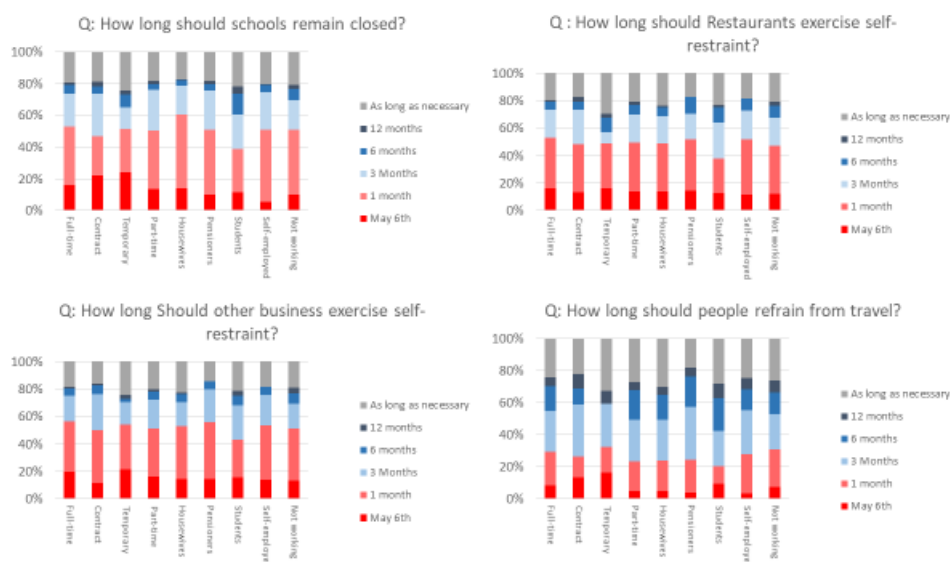 Q: How long should schools remain closed?
100%
80%
60%
40%
20%
0%
Full-time
Contract
Temporary
Part-time
Housewives
Pensioners
Students
Self-employed
Not working
As long as necessary
12 months
6 months
3 Months
1 month
May 6th
Q : How long should Restaurants exercise self-
restraint?
100%
80%
60%
40%
20%
0%
Full-time
Contract
Temporary
Part-time
Housewives
Pensioners
Students
Self-employed
Not working
As long as necessary
12 months
6 months
3 Months
1 month
May 6th
Q: How long Should other business exercise self-
restraint?
100%
80%
60%
40%
20%
0%
Full-time
Contract
Temporary
Part-time
Housewives
Pensioners
Students
Self-employe
Not working
As long as necessary
12 months
6 months
3 Months
1 month
May 6th
Q: How long should people refrain from travel?
100%
80%
60%
40%
20%
0%
Full-time
Contract
Temporary
Part-time
Housewives
Pensioners
Students
Self-employed
Not working
As long as necessary
12 months
6 months
3 Months
1 month
May 6th